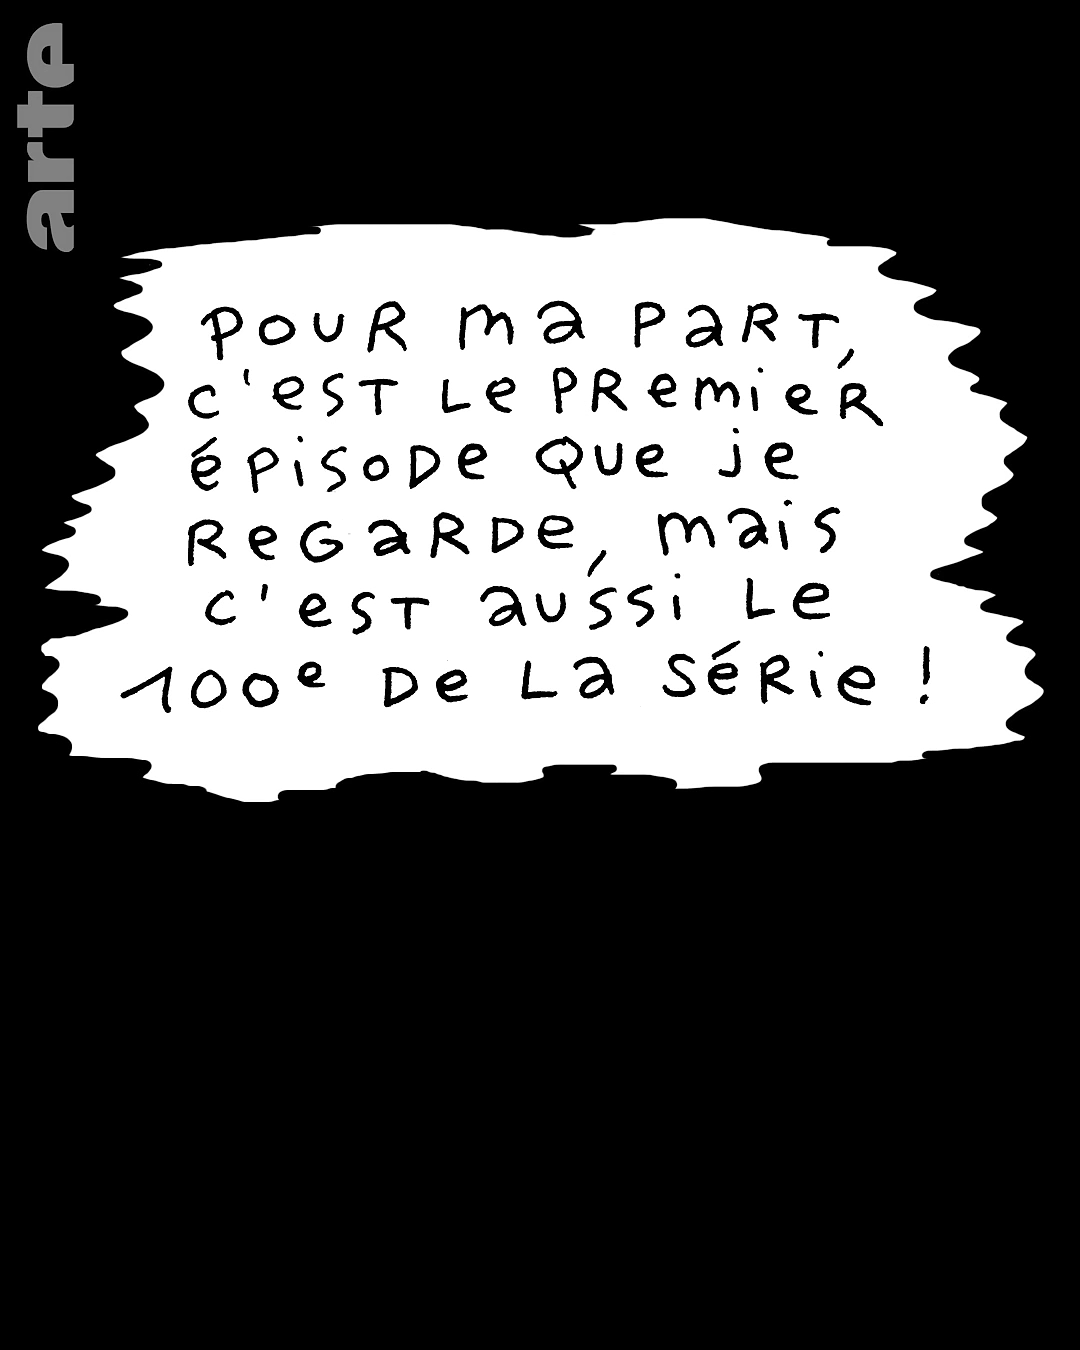 arte
POUR ma PaRT,
c'eST Le PRemieR
éPiSoDe Que je
ReGaRDe, mais
c'eST aussi Le
100e De La SéRie !